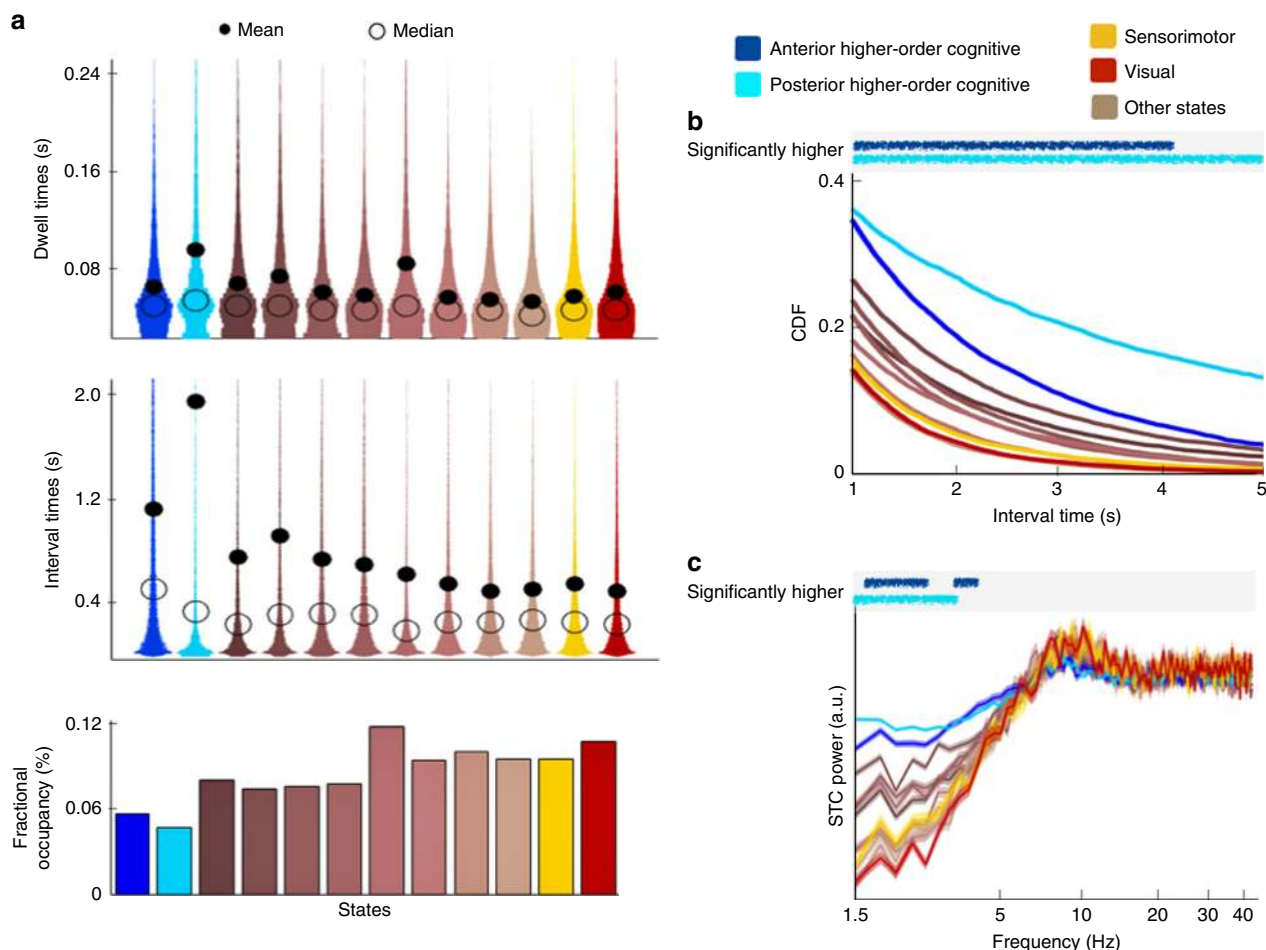 a
Mean
Median
Dwell times (s)
0.24
0.16
0.08
Interval times (s)
2.0
1.2
0.4
Fractional
occupancy (%)
0.12
0.06
0
States
Anterior higher-order cognitive
Posterior higher-order cognitive
Sensorimotor
Visual
Other states
b
Significantly higher
CDF
0.4
0.2
0
1 2 3 4 5
Interval time (s)
c
Significantly higher
STC power (a.u.)
1.5 5 10 20 30 40
Frequency (Hz)